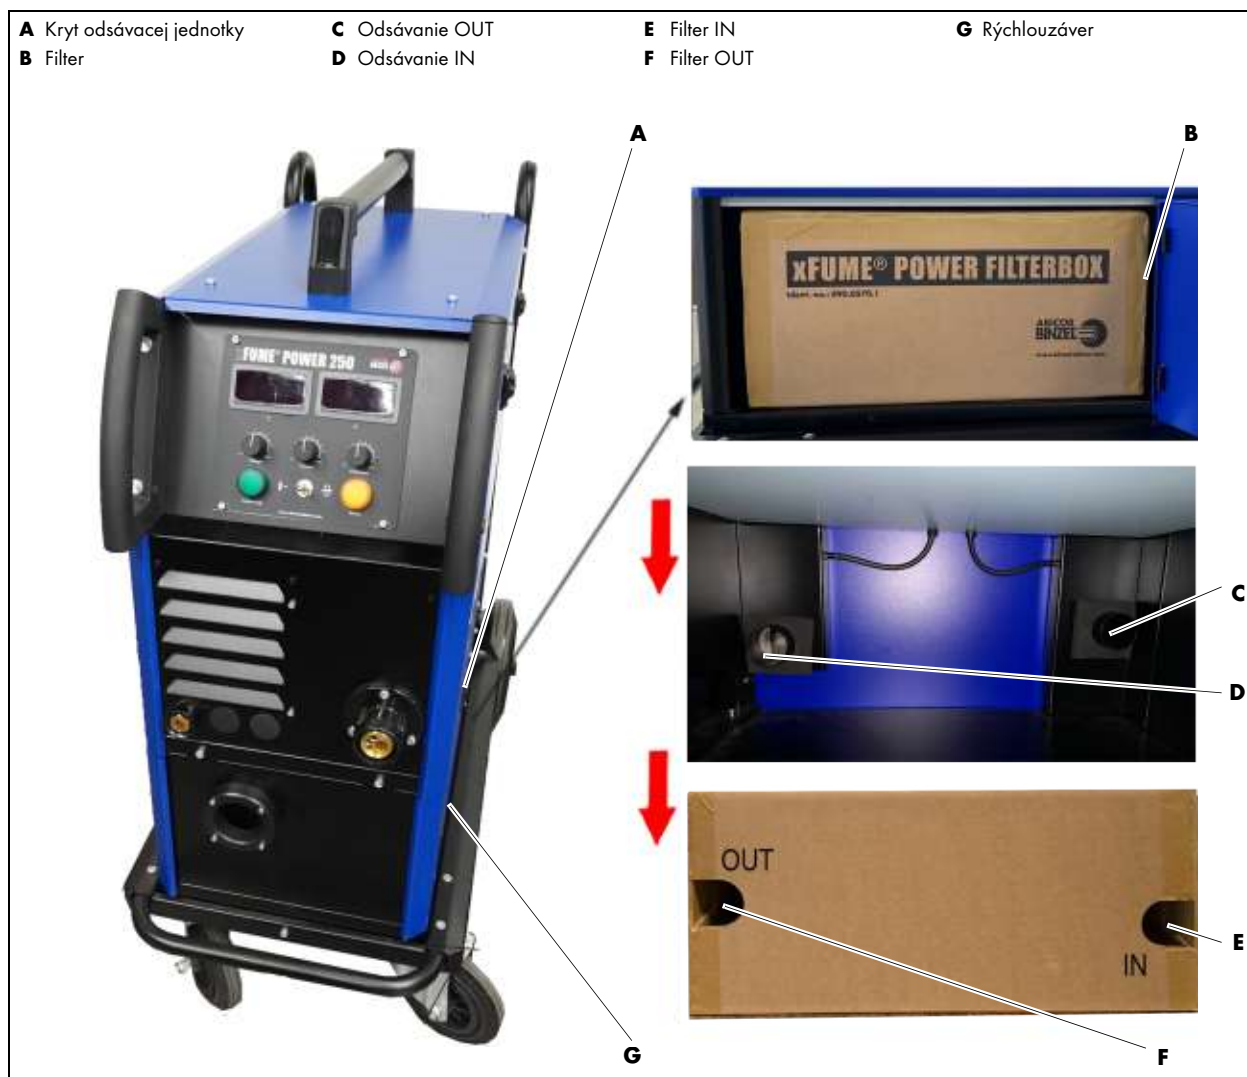 A Kryt odsávacej jednotky
B Filter
C Odsávanie OUT
D Odsávanie IN
E Filter IN
F Filter OUT
G Rýchlouzáver
A
B
FUME® POWER 250
xFUME® POWER FILTERBOX
ABICOR
BINZEL
C
D
OUT
IN
E
G
F